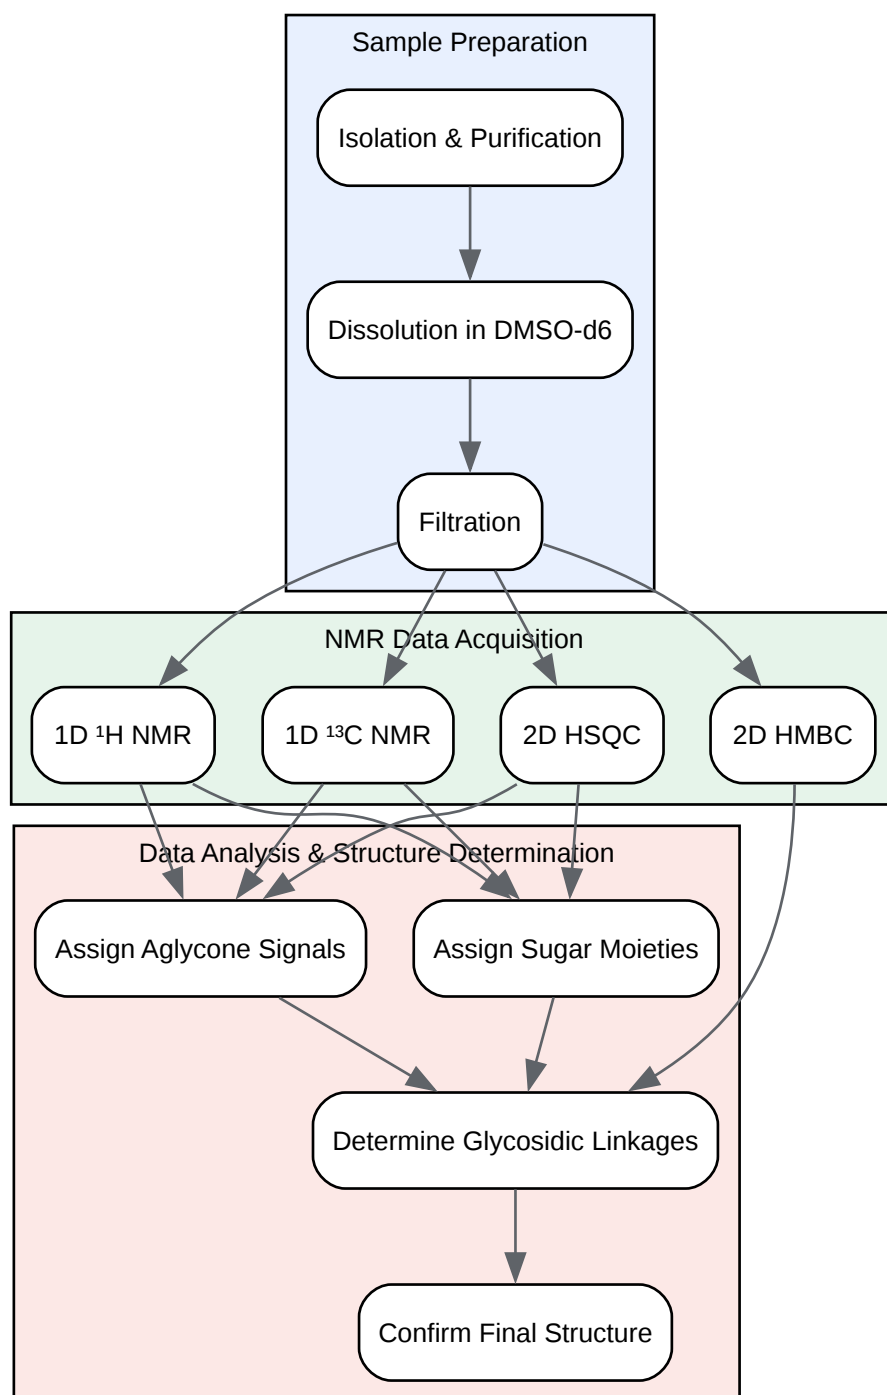 Sample Preparation
Isolation & Purification
Dissolution in DMSO-d6
Filtration
NMR Data Acquisition
1D ¹H NMR
1D ¹³C NMR
2D HSQC
2D HMBC
Data Analysis & Structure Determination
Assign Aglycone Signals
Assign Sugar Moieties
Determine Glycosidic Linkages
Confirm Final Structure